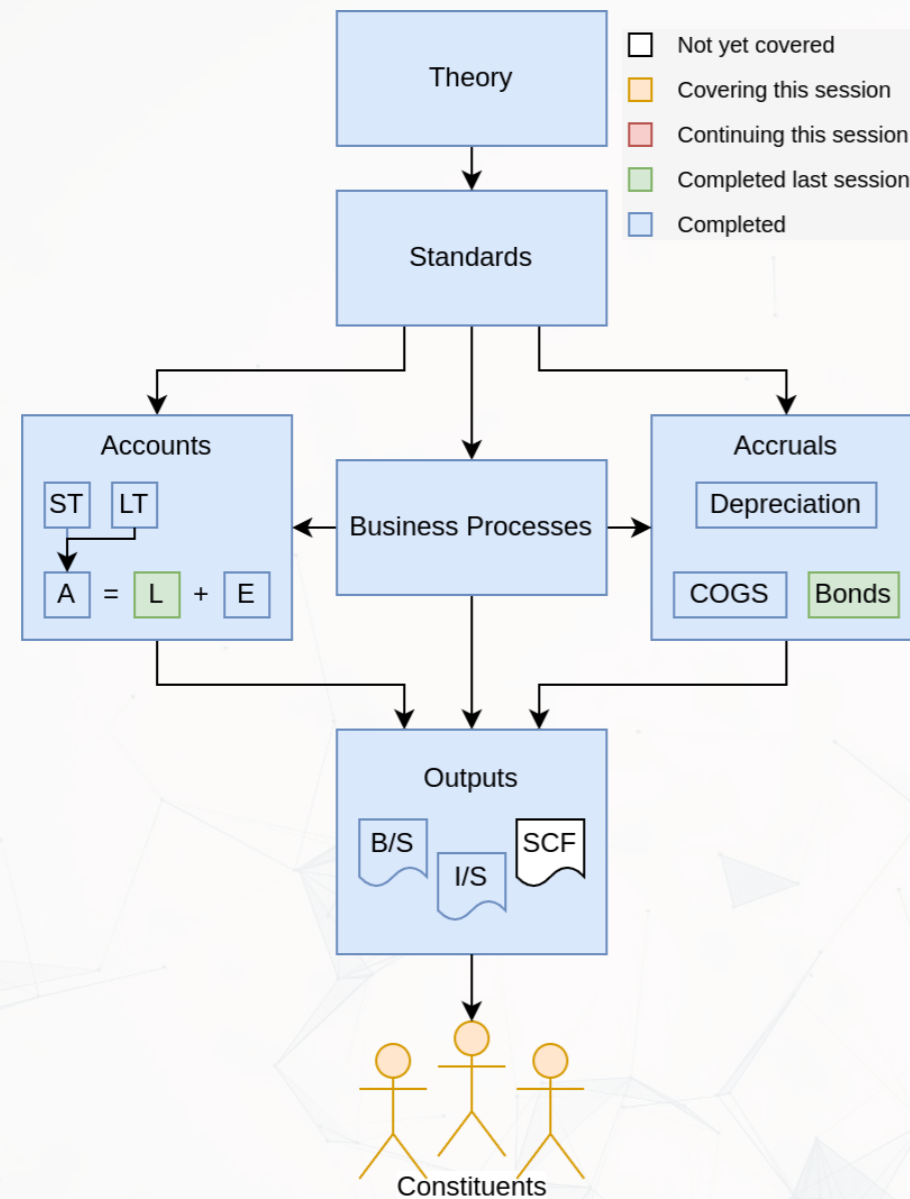 Theory
Not yet covered
Covering this session
Continuing this session
Completed last session
Completed
Standards
Accounts
ST LT
A = L + E
Business Processes
Accruals
Depreciation
COGS Bonds
Outputs
B/S
I/S
SCF
Constituents